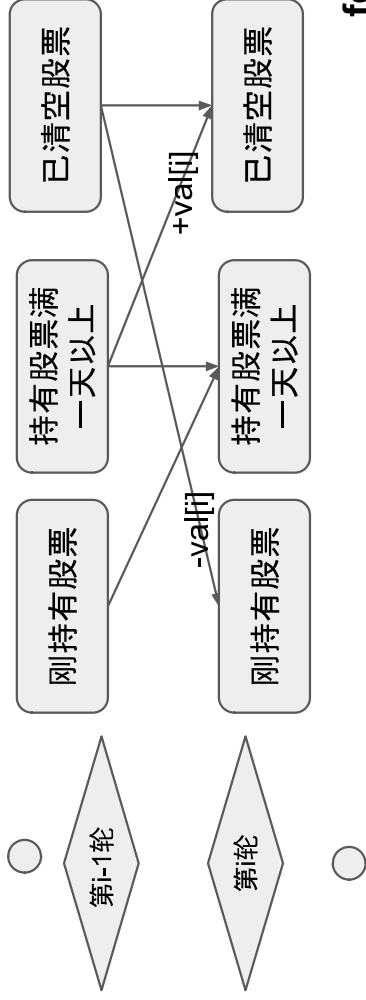 第i-1轮
刚持有股票
持有股票满
一天以上
已清空股票
-val[i]
+val[i]
第i轮
刚持有股票
持有股票满
一天以上
已清空股票